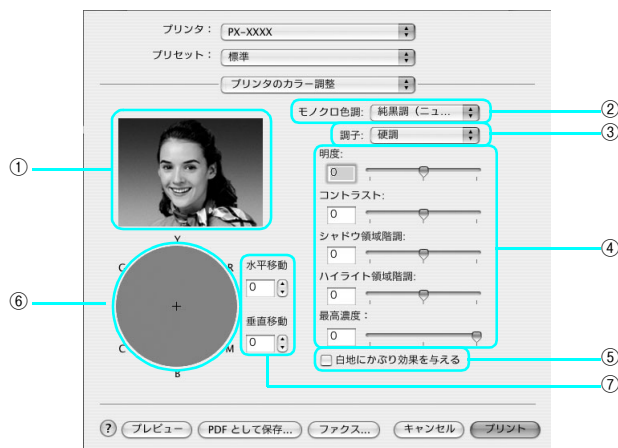 プリンタ： PX-XXXX
プリセット： 標準
プリンタのカラー調整
モノクロ色調: 純黒調（ニュ... ②
調子: 硬調 ③
①
明度:
0
コントラスト:
0
シャドウ領域階調:
0
④
ハイライト領域階調:
0
最高濃度：
0
白地にかぶり効果を与える ⑤
⑥
Y
G R
C M
B
水平移動
0
垂直移動
0
⑦
? プレビュー PDF として保存... ファクス... キャンセル プリント